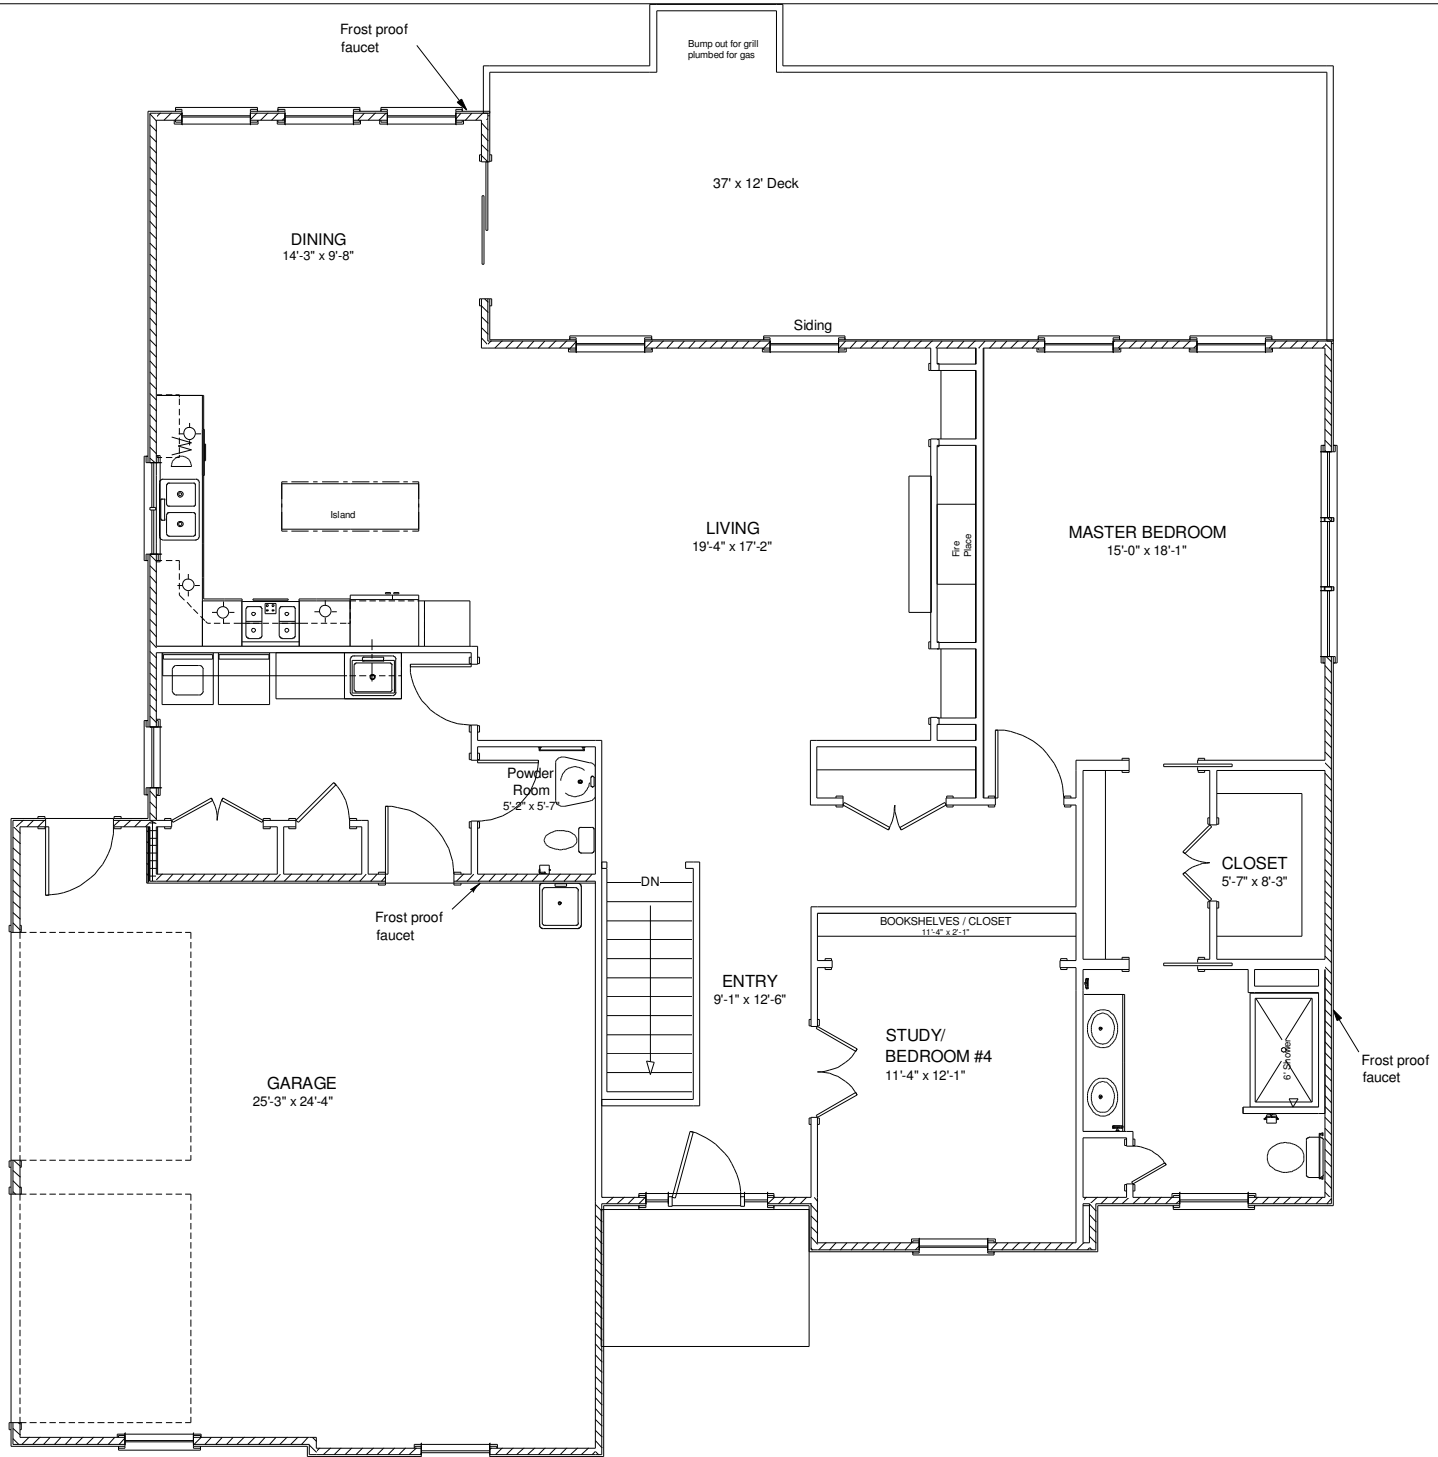 Frost proof
faucet
Bump out for grill
plumbed for gas
37' x 12' Deck
DINING
14'-3" x 9'-8"
Siding
DW
Island
LIVING
19'-4" x 17'-2"
Fire
Place
MASTER BEDROOM
15'-0" x 18'-1"
Powder
Room
5'-2" x 5'-7"
CLOSET
5'-7" x 8'-3"
DN
Frost proof
faucet
BOOKSHELVES / CLOSET
11'-4" x 2'-1"
ENTRY
9'-1" x 12'-6"
STUDY/
BEDROOM #4
11'-4" x 12'-1"
6' Shower
Frost proof
faucet
GARAGE
25'-3" x 24'-4"